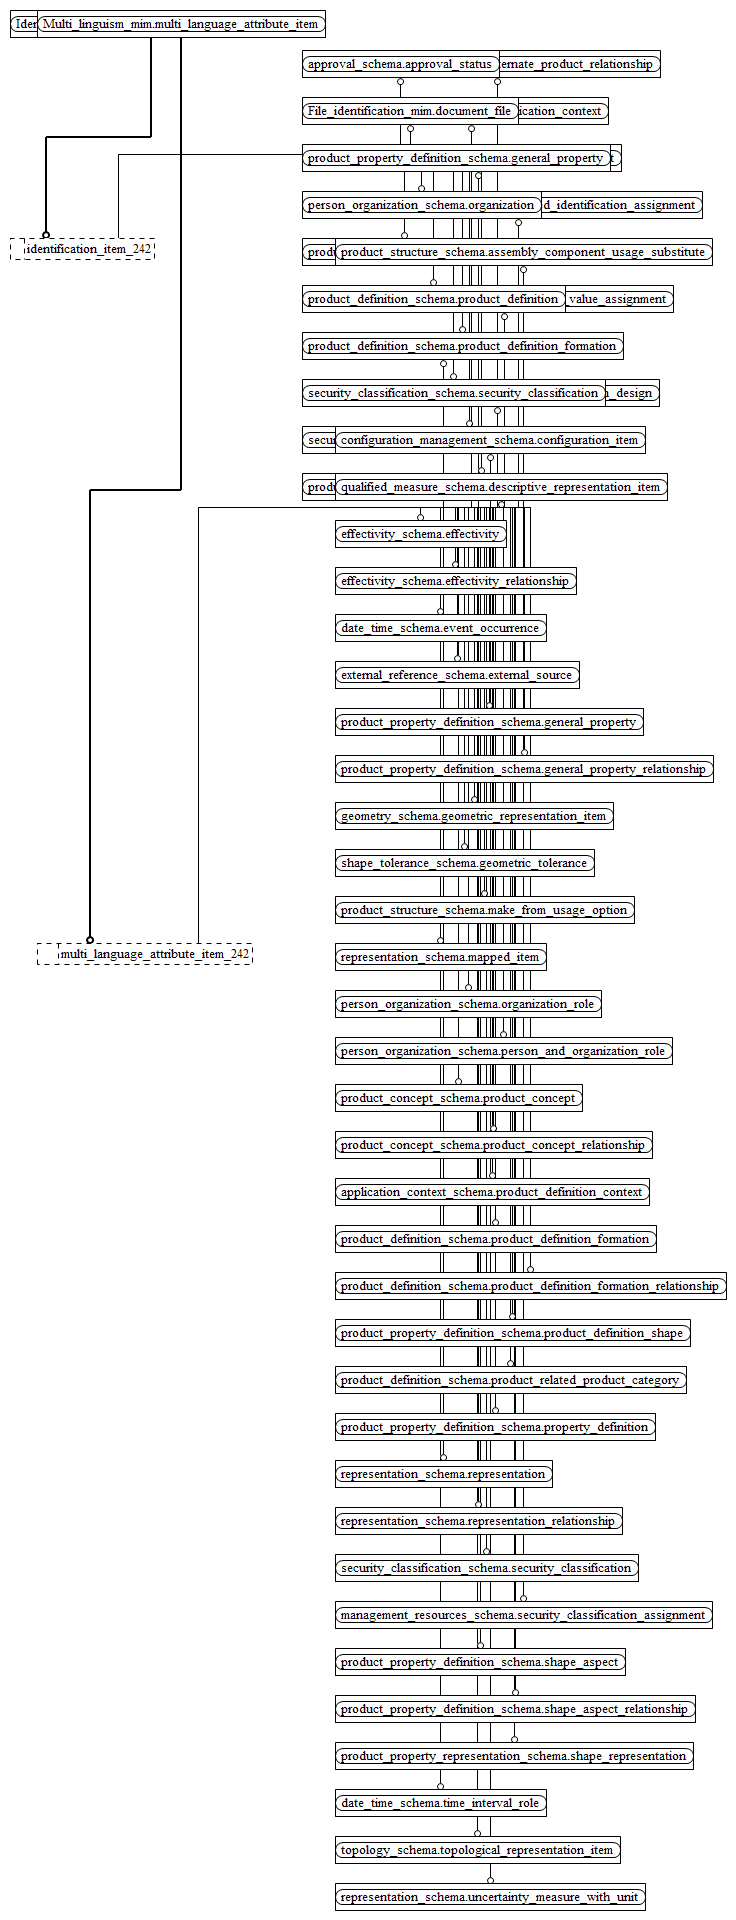 Multi_linguism_mim.multi_language_attribute_item
approval_schema.approval_status
ernate_product_relationship
File_identification_mim.document_file
ication_context
product_property_definition_schema.general_property
person_organization_schema.organization
d_identification_assignment
identification_item_242
product_structure_schema.assembly_component_usage_substitute
product_definition_schema.product_definition
_value_assignment
product_definition_schema.product_definition_formation
security_classification_schema.security_classification
_design
configuration_management_schema.configuration_item
qualified_measure_schema.descriptive_representation_item
effectivity_schema.effectivity
effectivity_schema.effectivity_relationship
date_time_schema.event_occurrence
external_reference_schema.external_source
product_property_definition_schema.general_property
product_property_definition_schema.general_property_relationship
geometry_schema.geometric_representation_item
shape_tolerance_schema.geometric_tolerance
product_structure_schema.make_from_usage_option
multi_language_attribute_item_242
representation_schema.mapped_item
person_organization_schema.organization_role
person_organization_schema.person_and_organization_role
product_concept_schema.product_concept
product_concept_schema.product_concept_relationship
application_context_schema.product_definition_context
product_definition_schema.product_definition_formation
product_definition_schema.product_definition_formation_relationship
product_property_definition_schema.product_definition_shape
product_definition_schema.product_related_product_category
product_property_definition_schema.property_definition
representation_schema.representation
representation_schema.representation_relationship
security_classification_schema.security_classification
management_resources_schema.security_classification_assignment
product_property_definition_schema.shape_aspect
product_property_definition_schema.shape_aspect_relationship
product_property_representation_schema.shape_representation
date_time_schema.time_interval_role
topology_schema.topological_representation_item
representation_schema.uncertainty_measure_with_unit